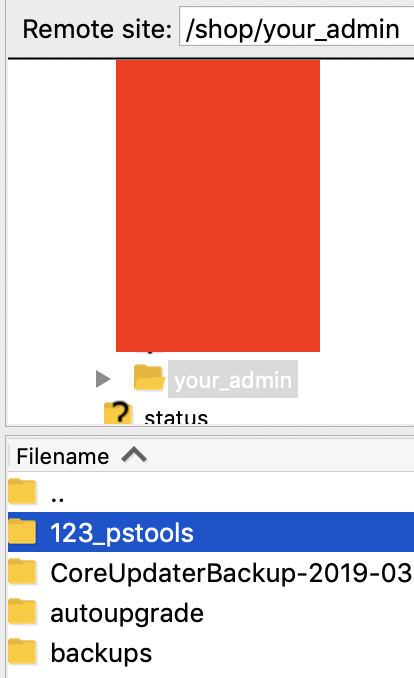 Remote site: /shop/your_admin
your_admin
status
Filename
..
123_pstools
CoreUpdaterBackup-2019-03
autoupgrade
backups